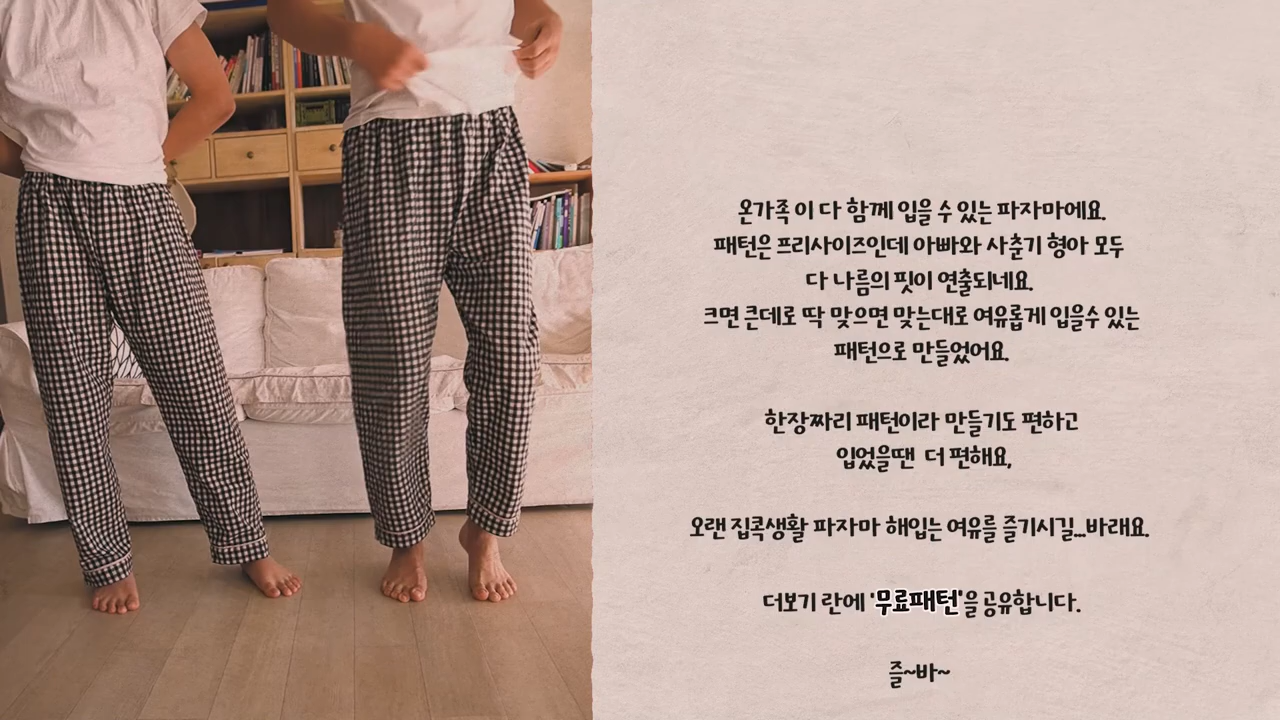 온가족 이 다 함께 입을 수 있는 파자마에요.
패턴은 프리사이즈인데 아빠와 사춘기 형아 모두
다 나름의 핏이 연출되네요.
크면 큰데로 딱 맞으면 맞는대로 여유롭게 입을수 있는
패턴으로 만들었어요.
한장짜리 패턴이라 만들기도 편하고
입었을땐 더 편해요,
오랜 집콕생활 파자마 해입는 여유를 즐기시길...바래요.
더보기 란에 '무료패턴'을 공유합니다.
즐~바~